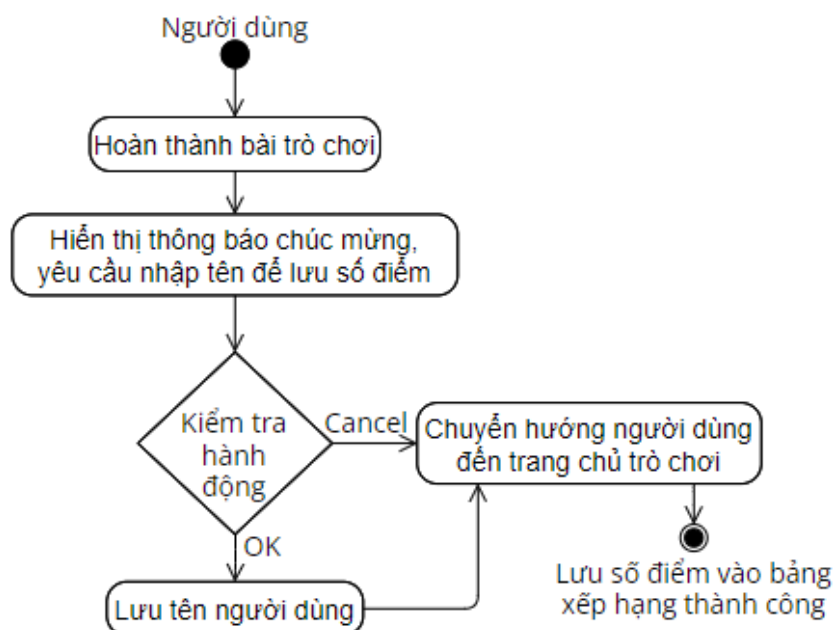 Người dùng
Hoàn thành bài trò chơi
Hiển thị thông báo chúc mừng,
yêu cầu nhập tên để lưu số điểm
Kiểm tra
hành
động
Cancel
Chuyển hướng người dùng
đến trang chủ trò chơi
OK
Lưu tên người dùng
Lưu số điểm vào bảng
xếp hạng thành công